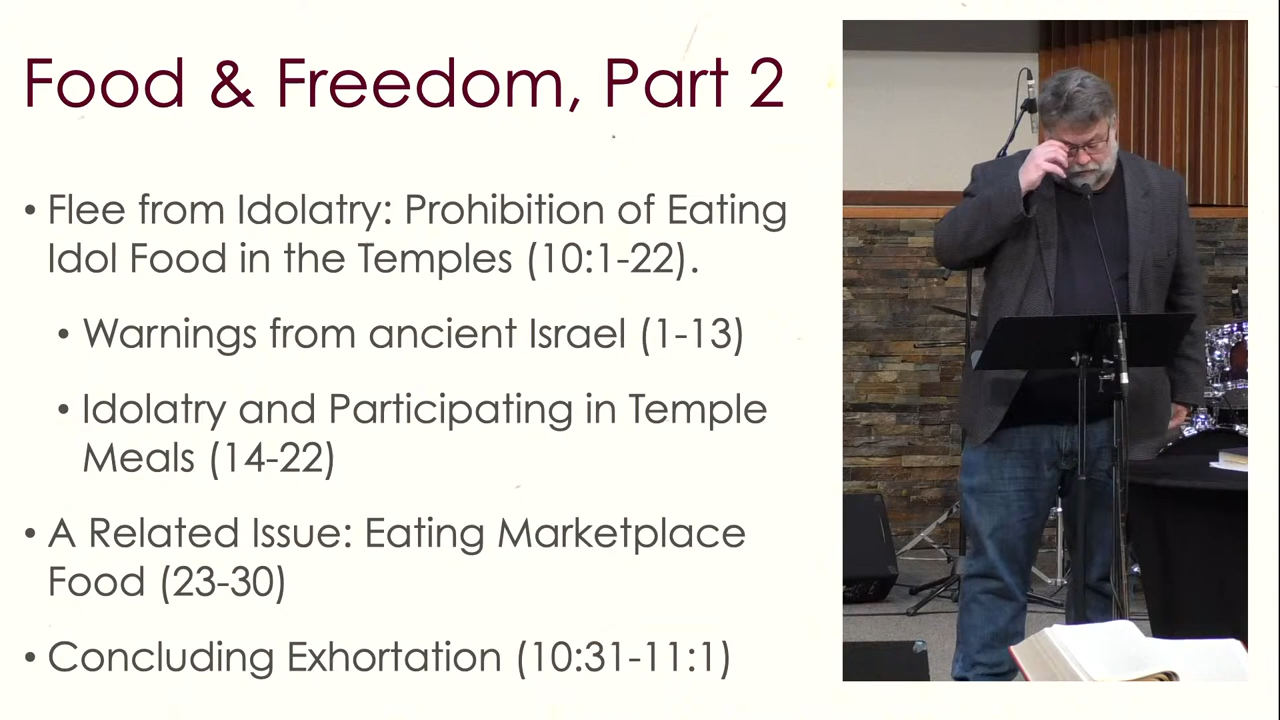 Food & Freedom, Part 2
• Flee from Idolatry: Prohibition of Eating
Idol Food in the Temples (10:1-22).
• Warnings from ancient Israel (1-13)
• Idolatry and Participating in Temple
Meals (14-22)
• A Related Issue: Eating Marketplace
Food (23-30)
• Concluding Exhortation (10:31-11:1)